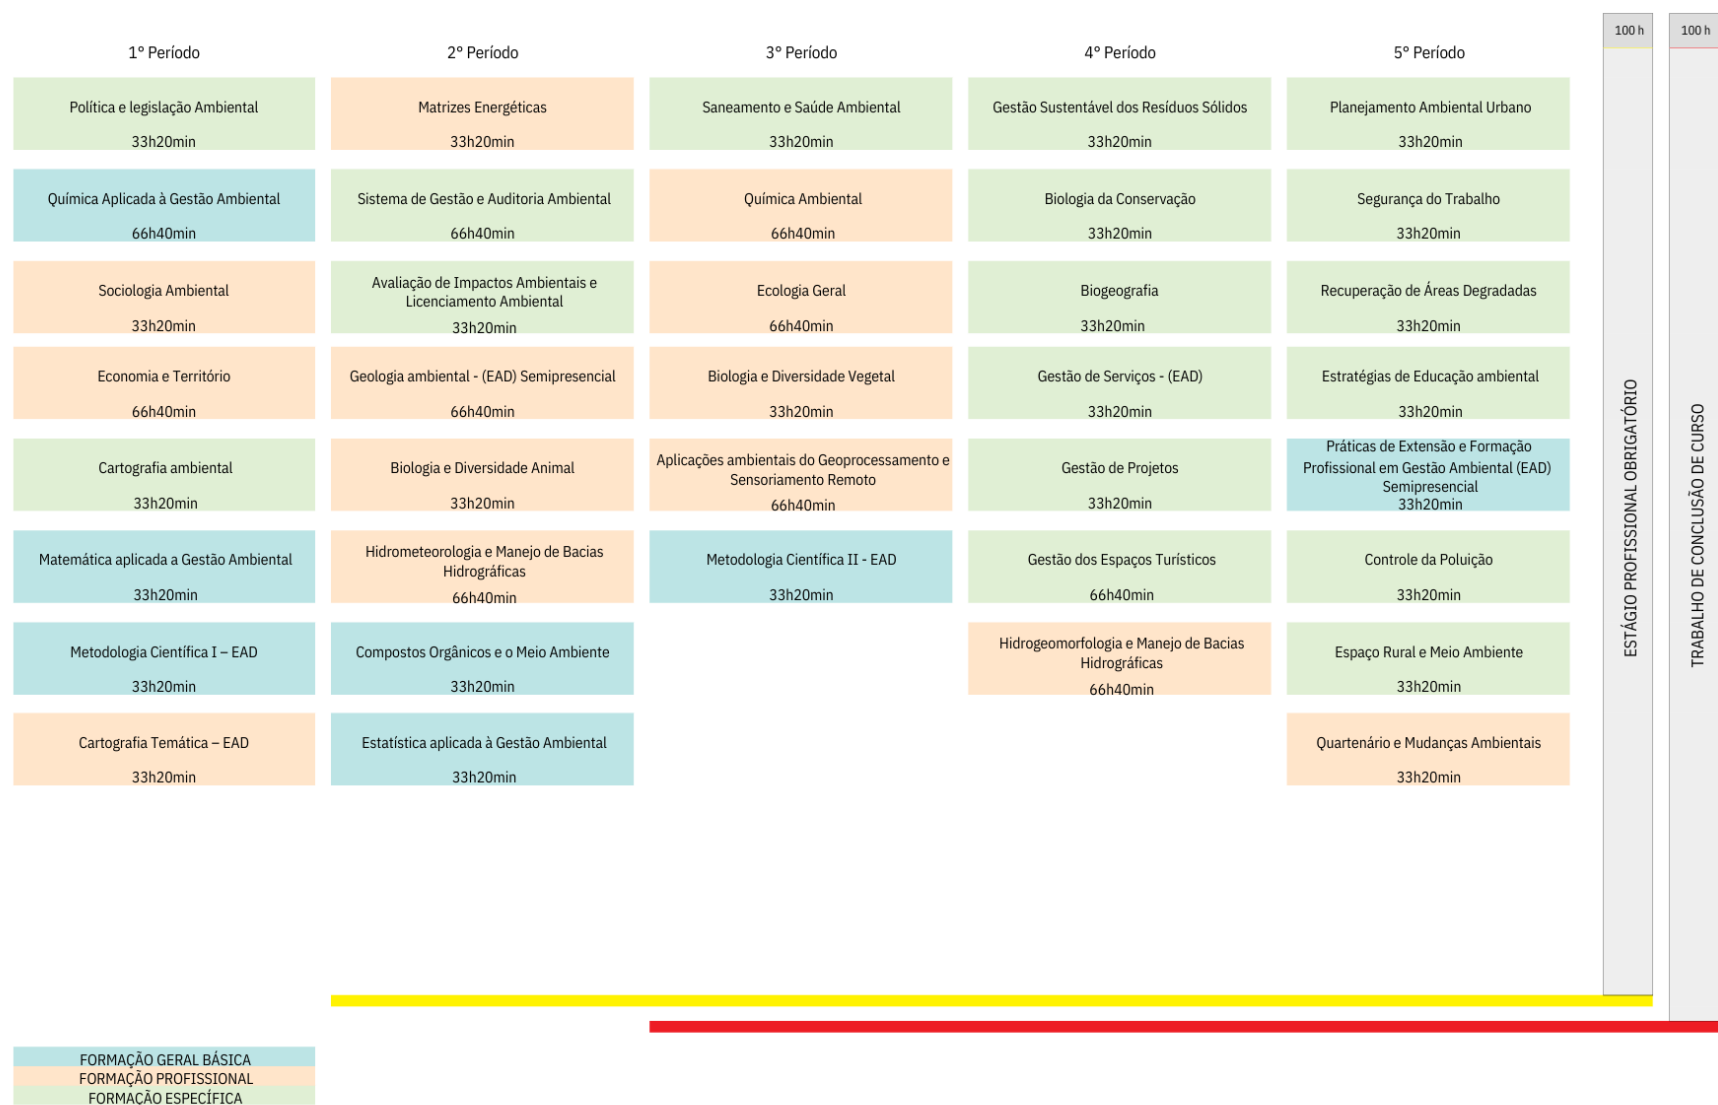 100 h
100 h
1° Período
2° Período
3° Período
4° Período
5° Período
Política e legislação Ambiental
33h20min
Matrizes Energéticas
33h20min
Saneamento e Saúde Ambiental
33h20min
Gestão Sustentável dos Resíduos Sólidos
33h20min
Planejamento Ambiental Urbano
33h20min
Química Aplicada à Gestão Ambiental
66h40min
Sistema de Gestão e Auditoria Ambiental
66h40min
Química Ambiental
66h40min
Biologia da Conservação
33h20min
Segurança do Trabalho
33h20min
Sociologia Ambiental
33h20min
Avaliação de Impactos Ambientais e
Licenciamento Ambiental
33h20min
Ecologia Geral
66h40min
Biogeografia
33h20min
Recuperação de Áreas Degradadas
33h20min
Economia e Território
66h40min
Geologia ambiental - (EAD) Semipresencial
66h40min
Biologia e Diversidade Vegetal
33h20min
Gestão de Serviços - (EAD)
33h20min
Estratégias de Educação ambiental
33h20min
Cartografia ambiental
33h20min
Biologia e Diversidade Animal
33h20min
Aplicações ambientais do Geoprocessamento e
Sensoriamento Remoto
66h40min
Gestão de Projetos
33h20min
Práticas de Extensão e Formação
Profissional em Gestão Ambiental (EAD)
Semipresencial
33h20min
Matemática aplicada a Gestão Ambiental
33h20min
Hidrometeorologia e Manejo de Bacias
Hidrográficas
66h40min
Metodologia Científica II - EAD
33h20min
Gestão dos Espaços Turísticos
66h40min
Controle da Poluição
33h20min
Metodologia Científica I – EAD
33h20min
Compostos Orgânicos e o Meio Ambiente
33h20min
Hidrogeomorfologia e Manejo de Bacias
Hidrográficas
66h40min
Espaço Rural e Meio Ambiente
33h20min
Cartografia Temática – EAD
33h20min
Estatística aplicada à Gestão Ambiental
33h20min
Quartenário e Mudanças Ambientais
33h20min
ESTÁGIO PROFISSIONAL OBRIGATÓRIO
TRABALHO DE CONCLUSÃO DE CURSO
FORMAÇÃO GERAL BÁSICA
FORMAÇÃO PROFISSIONAL
FORMAÇÃO ESPECÍFICA